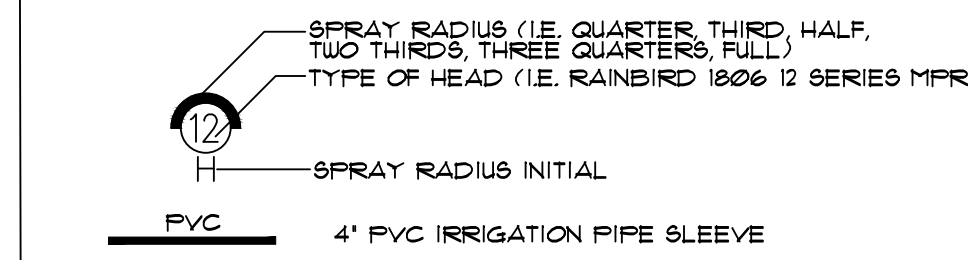 SPRAY RADIUS (I.E. QUARTER, THIRD, HALF,
TWO THIRDS, THREE QUARTERS, FULL)
TYPE OF HEAD (I.E. RAINBIRD 1806 12 SERIES MPR
12
H
SPRAY RADIUS INITIAL
PVC
4" PVC IRRIGATION PIPE SLEEVE